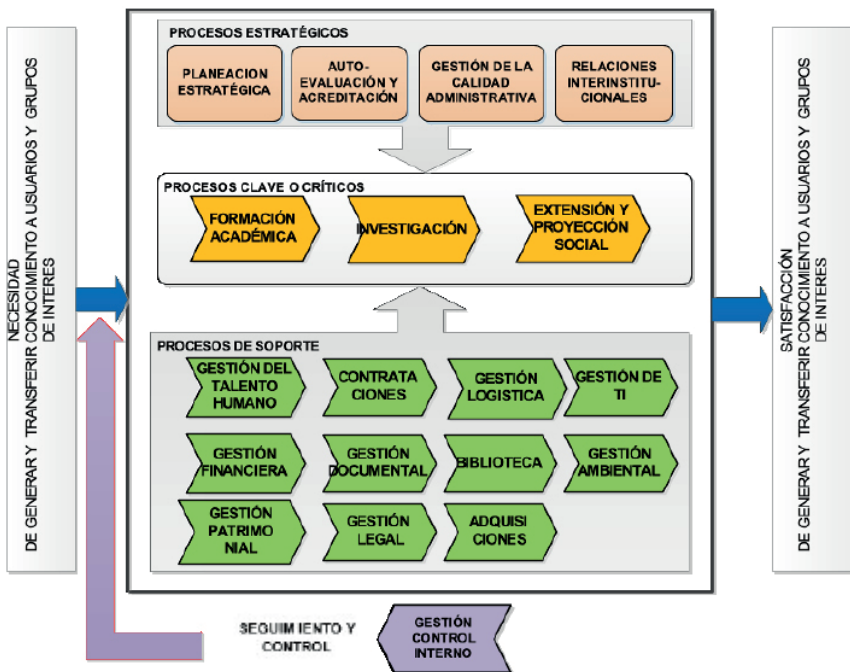 NECESIDAD
DE GENERAR Y TRANSFERIR CONOCIMIENTO A USUARIOS Y GRUPOS
DE INTERES
PROCESOS ESTRATÉGICOS
PLANEACION
ESTRATÉGICA
AUTO-
EVALUACIÓN Y
ACREDITACIÓN
GESTIÓN DE LA
CALIDAD
ADMINISTRATIVA
RELACIONES
INTERINSTITU-
CIONALES
PROCESOS CLAVE O CRÍTICOS
FORMACIÓN
ACADÉMICA
INVESTIGACIÓN
EXTENSIÓN Y
PROYECCIÓN
SOCIAL
PROCESOS DE SOPORTE
GESTIÓN DEL
TALENTO
HUMANO
CONTRATA
CIONES
GESTIÓN
LOGISTICA
GESTIÓN DE
TI
GESTIÓN
FINANCIERA
GESTIÓN
DOCUMENTAL
BIBLIOTECA
GESTIÓN
AMBIENTAL
GESTIÓN
PATRIMO
NIAL
GESTIÓN
LEGAL
ADQUISI
CIONES
SATISFACCIÓN
DE GENERAR Y TRANSFERIR CONOCIMIENTO A USUARIOS Y GRUPOS
DE INTERES
SEGUIMIENTO Y
CONTROL
GESTIÓN
CONTROL
INTERNO